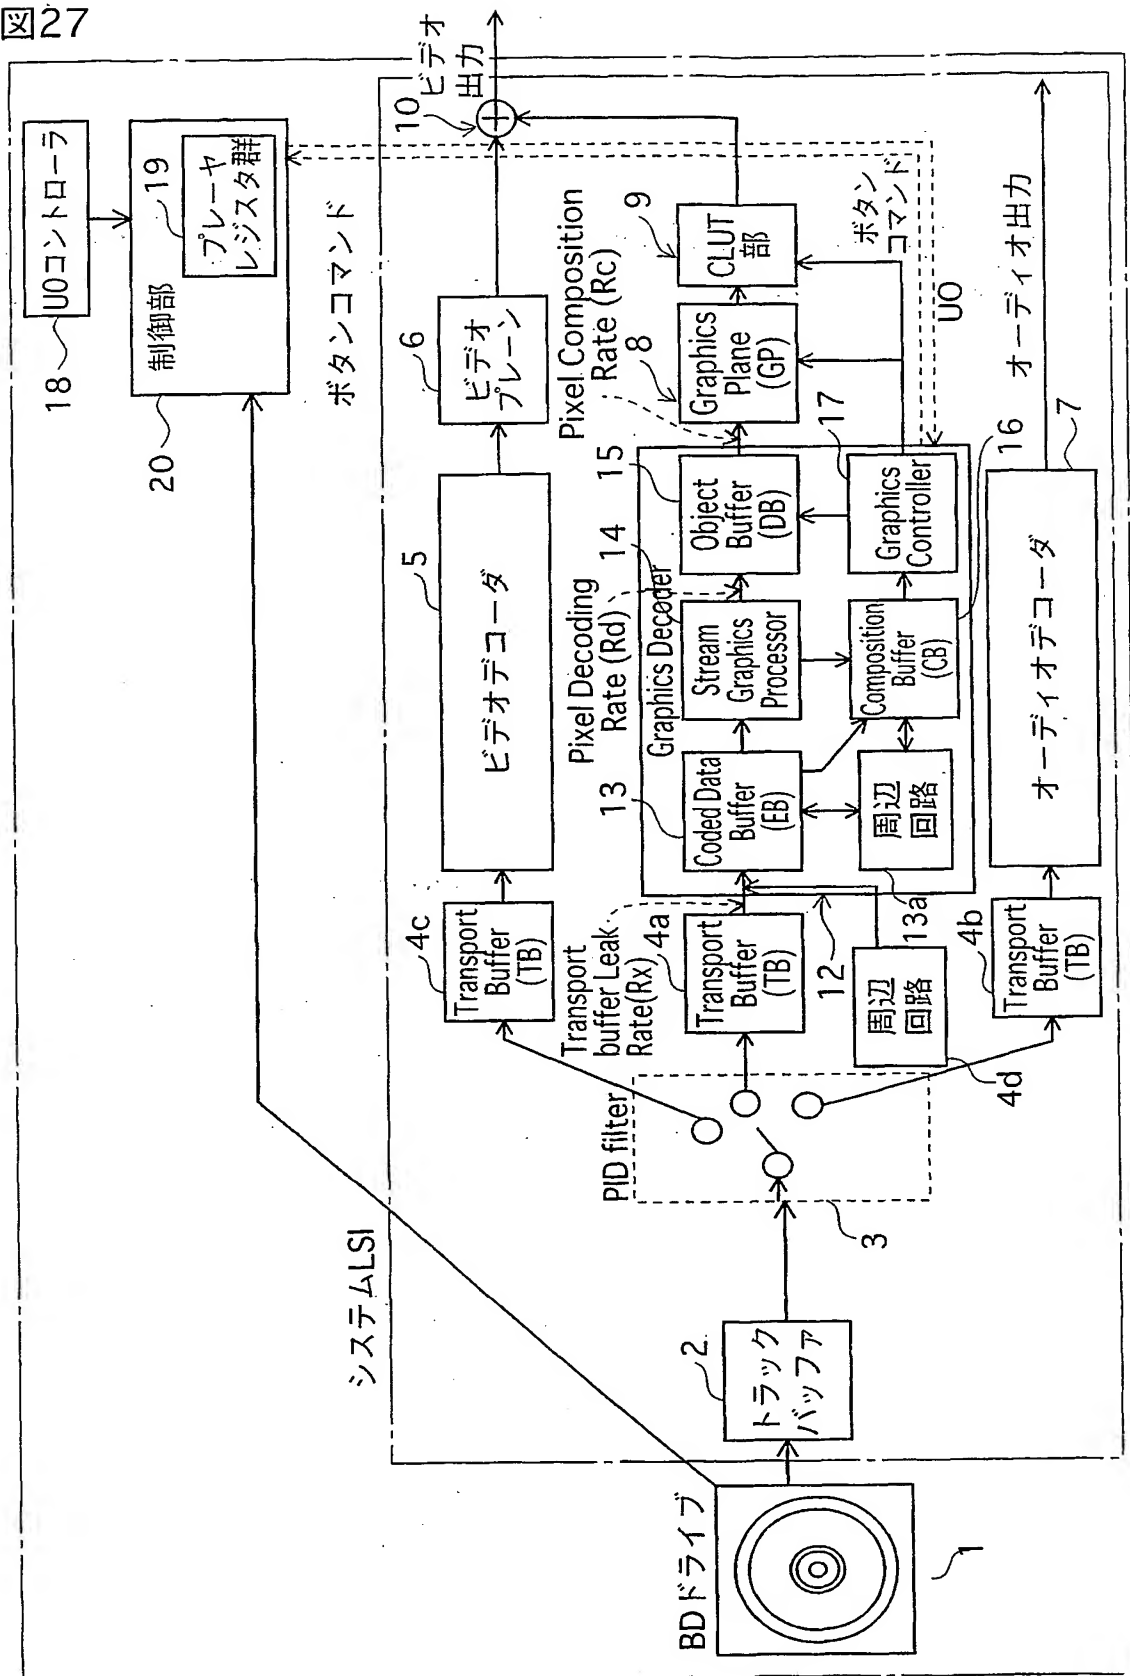 図27
UOコントローラ
18
制御部
19
プレーヤ
レジスタ群
20
ボタンコマンド
システムLSI
BDドライブ
1
2
トラック
バッファ
PID filter
3
4c
Transport
Buffer
(TB)
Transport
buffer Leak
Rate(Rx)
4a
Transport
Buffer
(TB)
周辺
回路
4d
4b
Transport
Buffer
(TB)
5
ビデオデコーダ
6
ビデオ
プレーン
10
ビデオ
出力
12
Graphics Decoder
13
Coded Data
Buffer
(EB)
周辺
回路
13a
Pixel Decoding
Rate (Rd)
14
Stream
Graphics
Processor
Composition
Buffer
(CB)
16
15
Object
Buffer
(DB)
17
Graphics
Controller
Pixel Composition
Rate (Rc)
8
Graphics
Plane
(GP)
9
CLUT
部
ボタン
コマンド
UO
オーディオデコーダ
7
オーディオ出力